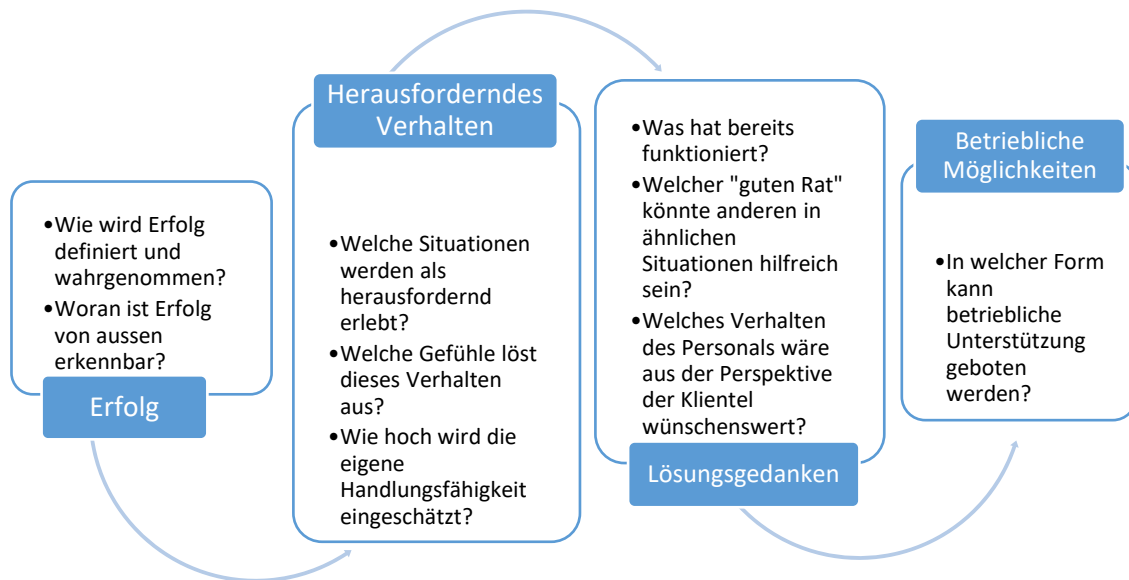 •Wie wird Erfolg
definiert und
wahrgenommen?
•Woran ist Erfolg
von aussen
erkennbar?
Erfolg
Herausforderndes
Verhalten
•Welche Situationen
werden als
herausfordernd
erlebt?
•Welche Gefühle löst
dieses Verhalten
aus?
•Wie hoch wird die
eigene
Handlungsfähigkeit
eingeschätzt?
•Was hat bereits
funktioniert?
•Welcher "guten Rat"
könnte anderen in
ähnlichen
Situationen hilfreich
sein?
•Welches Verhalten
des Personals wäre
aus der Perspektive
der Klientel
wünschenswert?
Lösungsgedanken
Betriebliche
Möglichkeiten
•In welcher Form
kann
betriebliche
Unterstützung
geboten
werden?